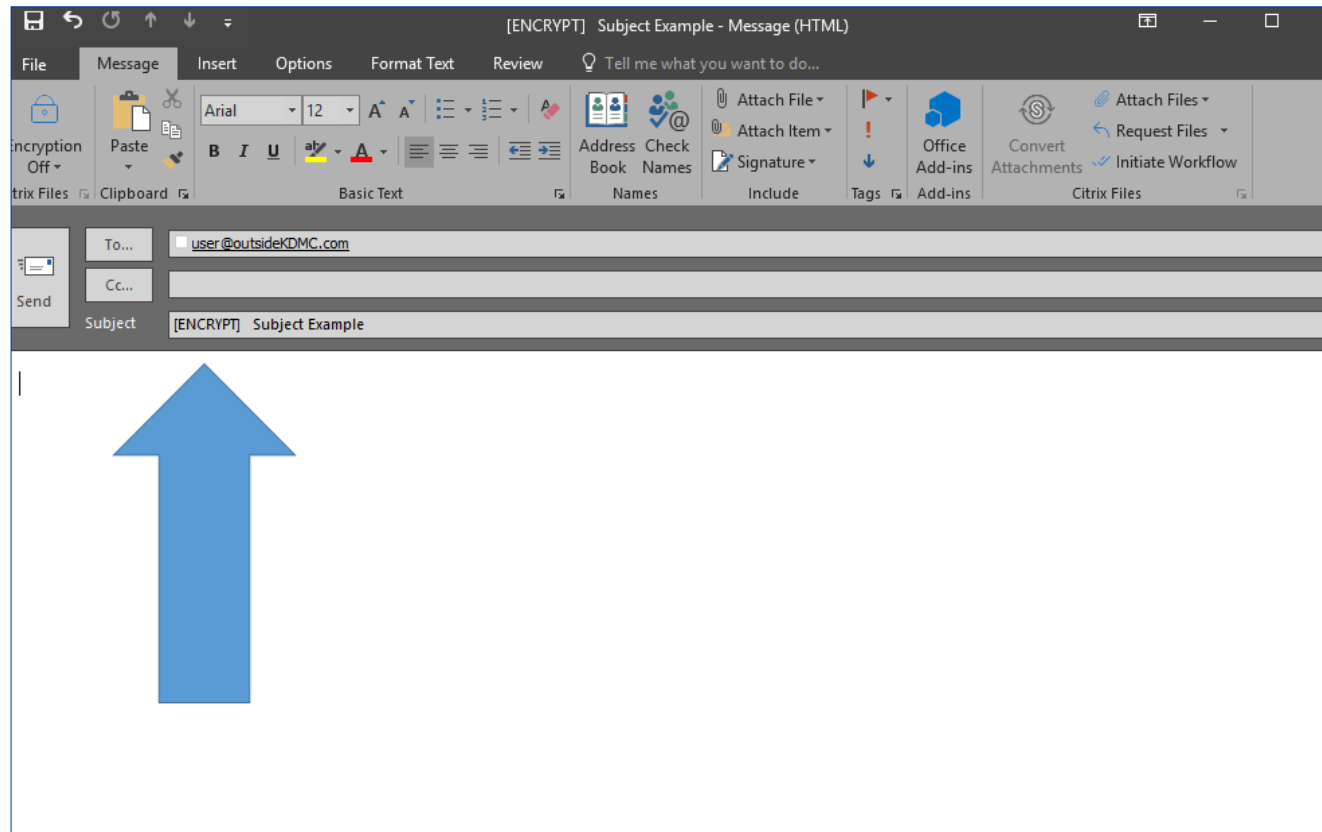 [ENCRYPT] Subject Example - Message (HTML)
File Message Insert Options Format Text Review Tell me what you want to do...
ncryption Off
trix Files
Paste
Clipboard
Arial 12
B I U ab A
Basic Text
Address Book
Check Names
Names
Attach File
Attach Item
Signature
Include
Tags
Office Add-ins
Add-ins
Convert Attachments
Attach Files
Request Files
Initiate Workflow
Citrix Files
Send
To... user@outsideKDMC.com
Cc...
Subject [ENCRYPT] Subject Example